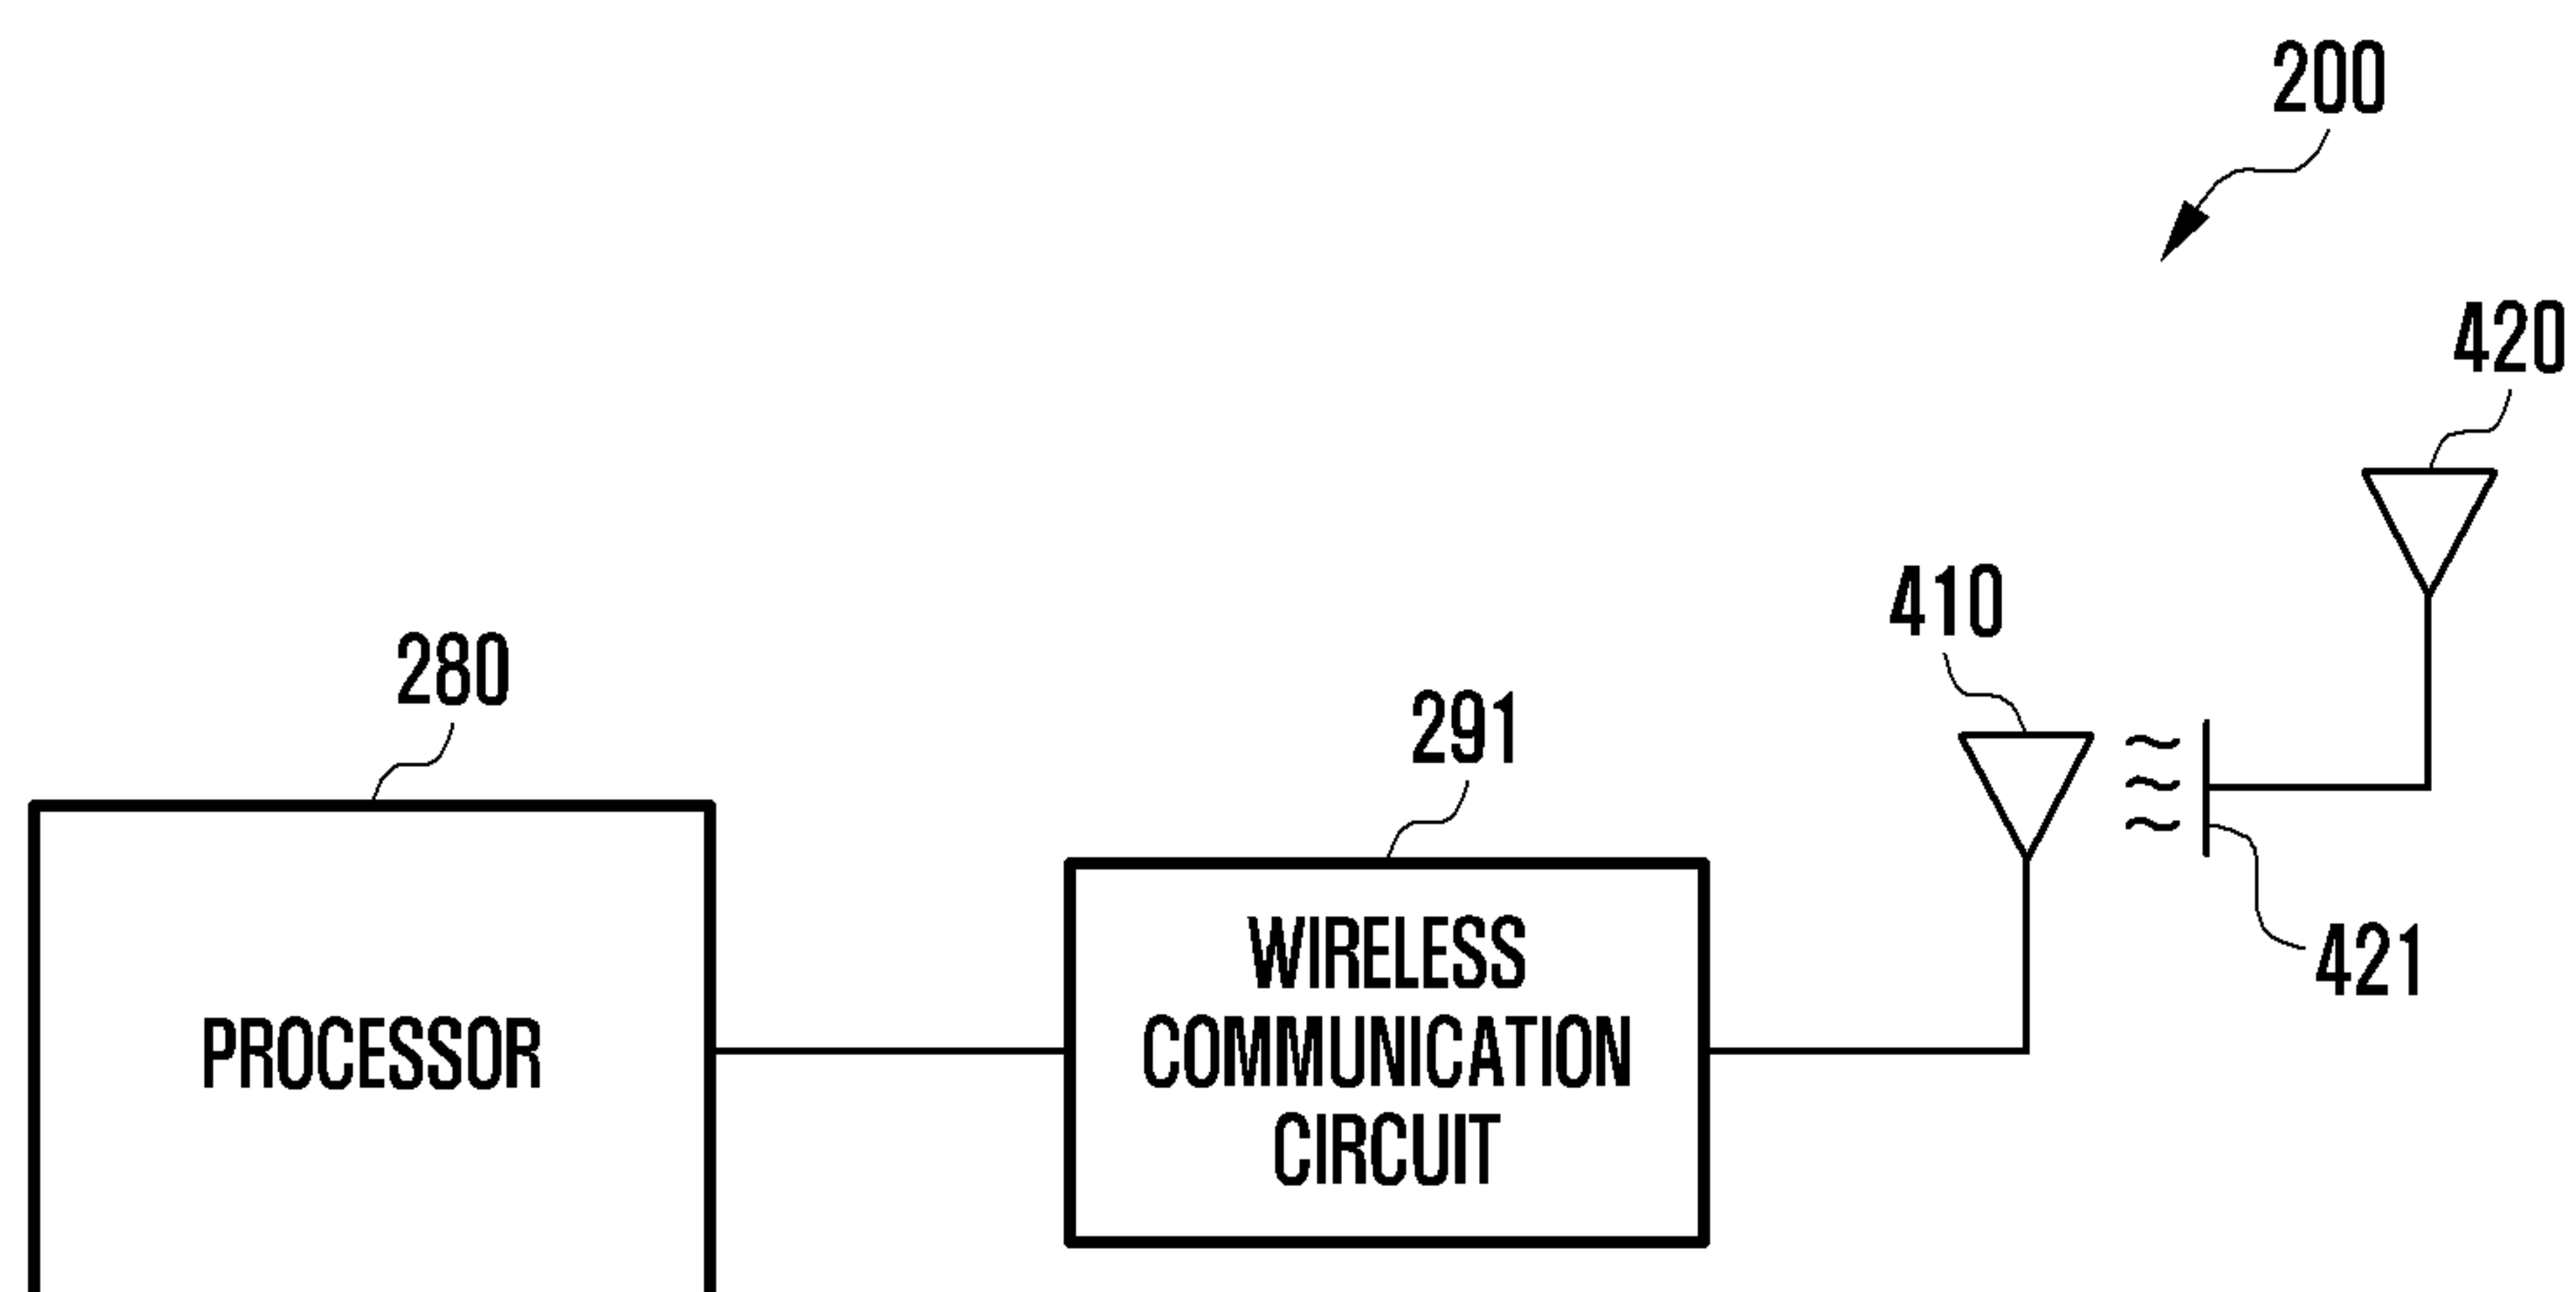 200
420
410
280
291
421
PROCESSOR
WIRELESS
COMMUNICATION
CIRCUIT